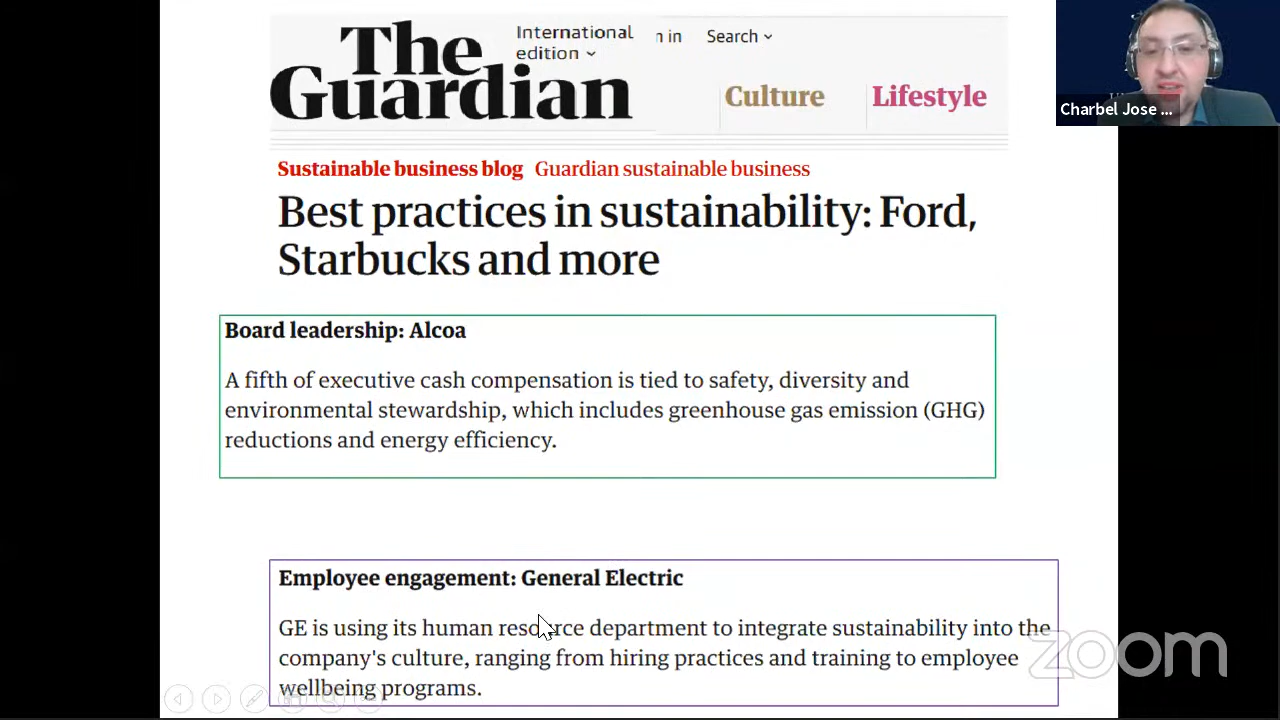 The Guardian
International
edition
n in
Search
Culture
Lifestyle
Charbel Jose ...
Sustainable business blog Guardian sustainable business
Best practices in sustainability: Ford,
Starbucks and more
Board leadership: Alcoa
A fifth of executive cash compensation is tied to safety, diversity and
environmental stewardship, which includes greenhouse gas emission (GHG)
reductions and energy efficiency.
Employee engagement: General Electric
GE is using its human resource department to integrate sustainability into the
company's culture, ranging from hiring practices and training to employee
wellbeing programs.
zoom